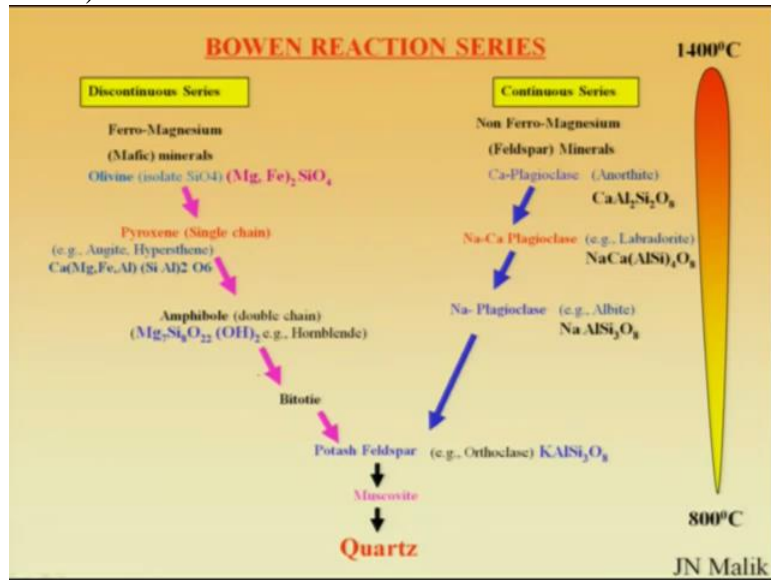 BOWEN REACTION SERIES
1400⁰C
Discontinuous Series
Continuous Series
Ferro-Magnesium
(Mafic) minerals
Non Ferro-Magnesium
(Feldspar) Minerals
Olivine (isolate SiO4) (Mg, Fe)₂ SiO₄
Ca-Plagioclase (Anorthite)
CaAl₂Si₂O₈
Pyroxene (Single chain)
(e.g., Augite, Hypersthene)
Ca(Mg,Fe,Al) (Si Al)2 O6
Na-Ca Plagioclase (e.g., Labradorite)
NaCa(AlSi)₄O₈
Amphibole (double chain)
(Mg₇Si₈O₂₂ (OH)₂ e.g., Hornblende)
Na- Plagioclase (e.g., Albite)
Na AlSi₃O₈
Bitotie
Potash Feldspar (e.g., Orthoclase) KAlSi₃O₈
Muscovite
Quartz
800⁰C
JN Malik